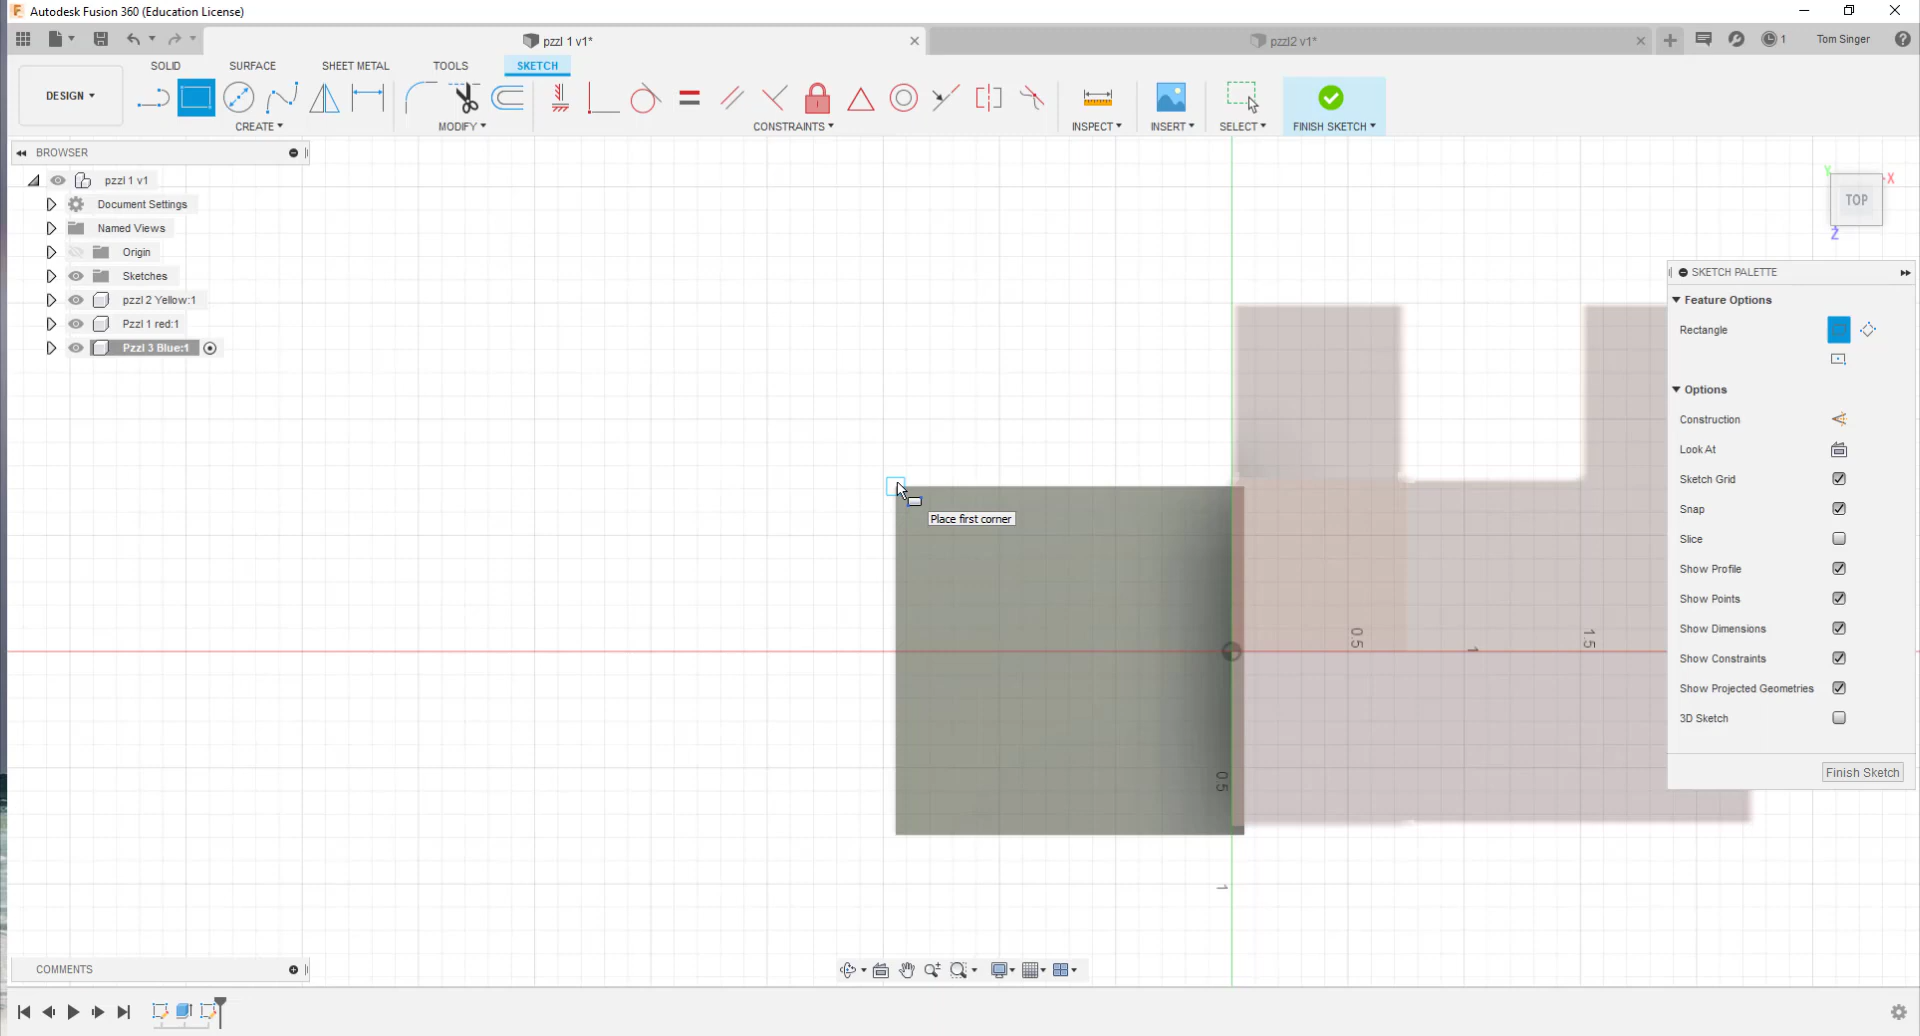 Autodesk Fusion 360 (Education License)
pzzl 1 v1*
pzzl2 v1*
1
Tom Singer
SOLID
SURFACE
SHEET METAL
TOOLS
SKETCH
DESIGN
CREATE
MODIFY
CONSTRAINTS
INSPECT
INSERT
SELECT
FINISH SKETCH
BROWSER
pzzl 1 v1
Document Settings
Named Views
Origin
Sketches
pzzl 2 Yellow:1
Pzzl 1 red:1
Pzzl 3 Blue:1
Y
X
TOP
Z
SKETCH PALETTE
Feature Options
Rectangle
Options
Construction
Look At
Sketch Grid
Snap
Slice
Show Profile
Show Points
Show Dimensions
Show Constraints
Show Projected Geometries
3D Sketch
Finish Sketch
Place first corner
0.5
1
1.5
0.5
1
COMMENTS